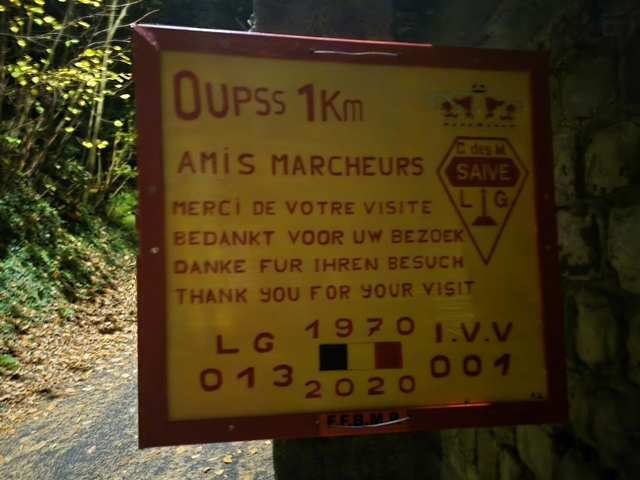 OUPSS 1Km
C. des M.
SAIVE
L G
AMIS MARCHEURS
MERCI DE VOTRE VISITE
BEDANKT VOOR UW BEZOEK
DANKE FUR IHREN BESUCH
THANK YOU FOR YOUR VISIT
LG 1970 I.V.V
013 2020 001
F.F.B.M.P.